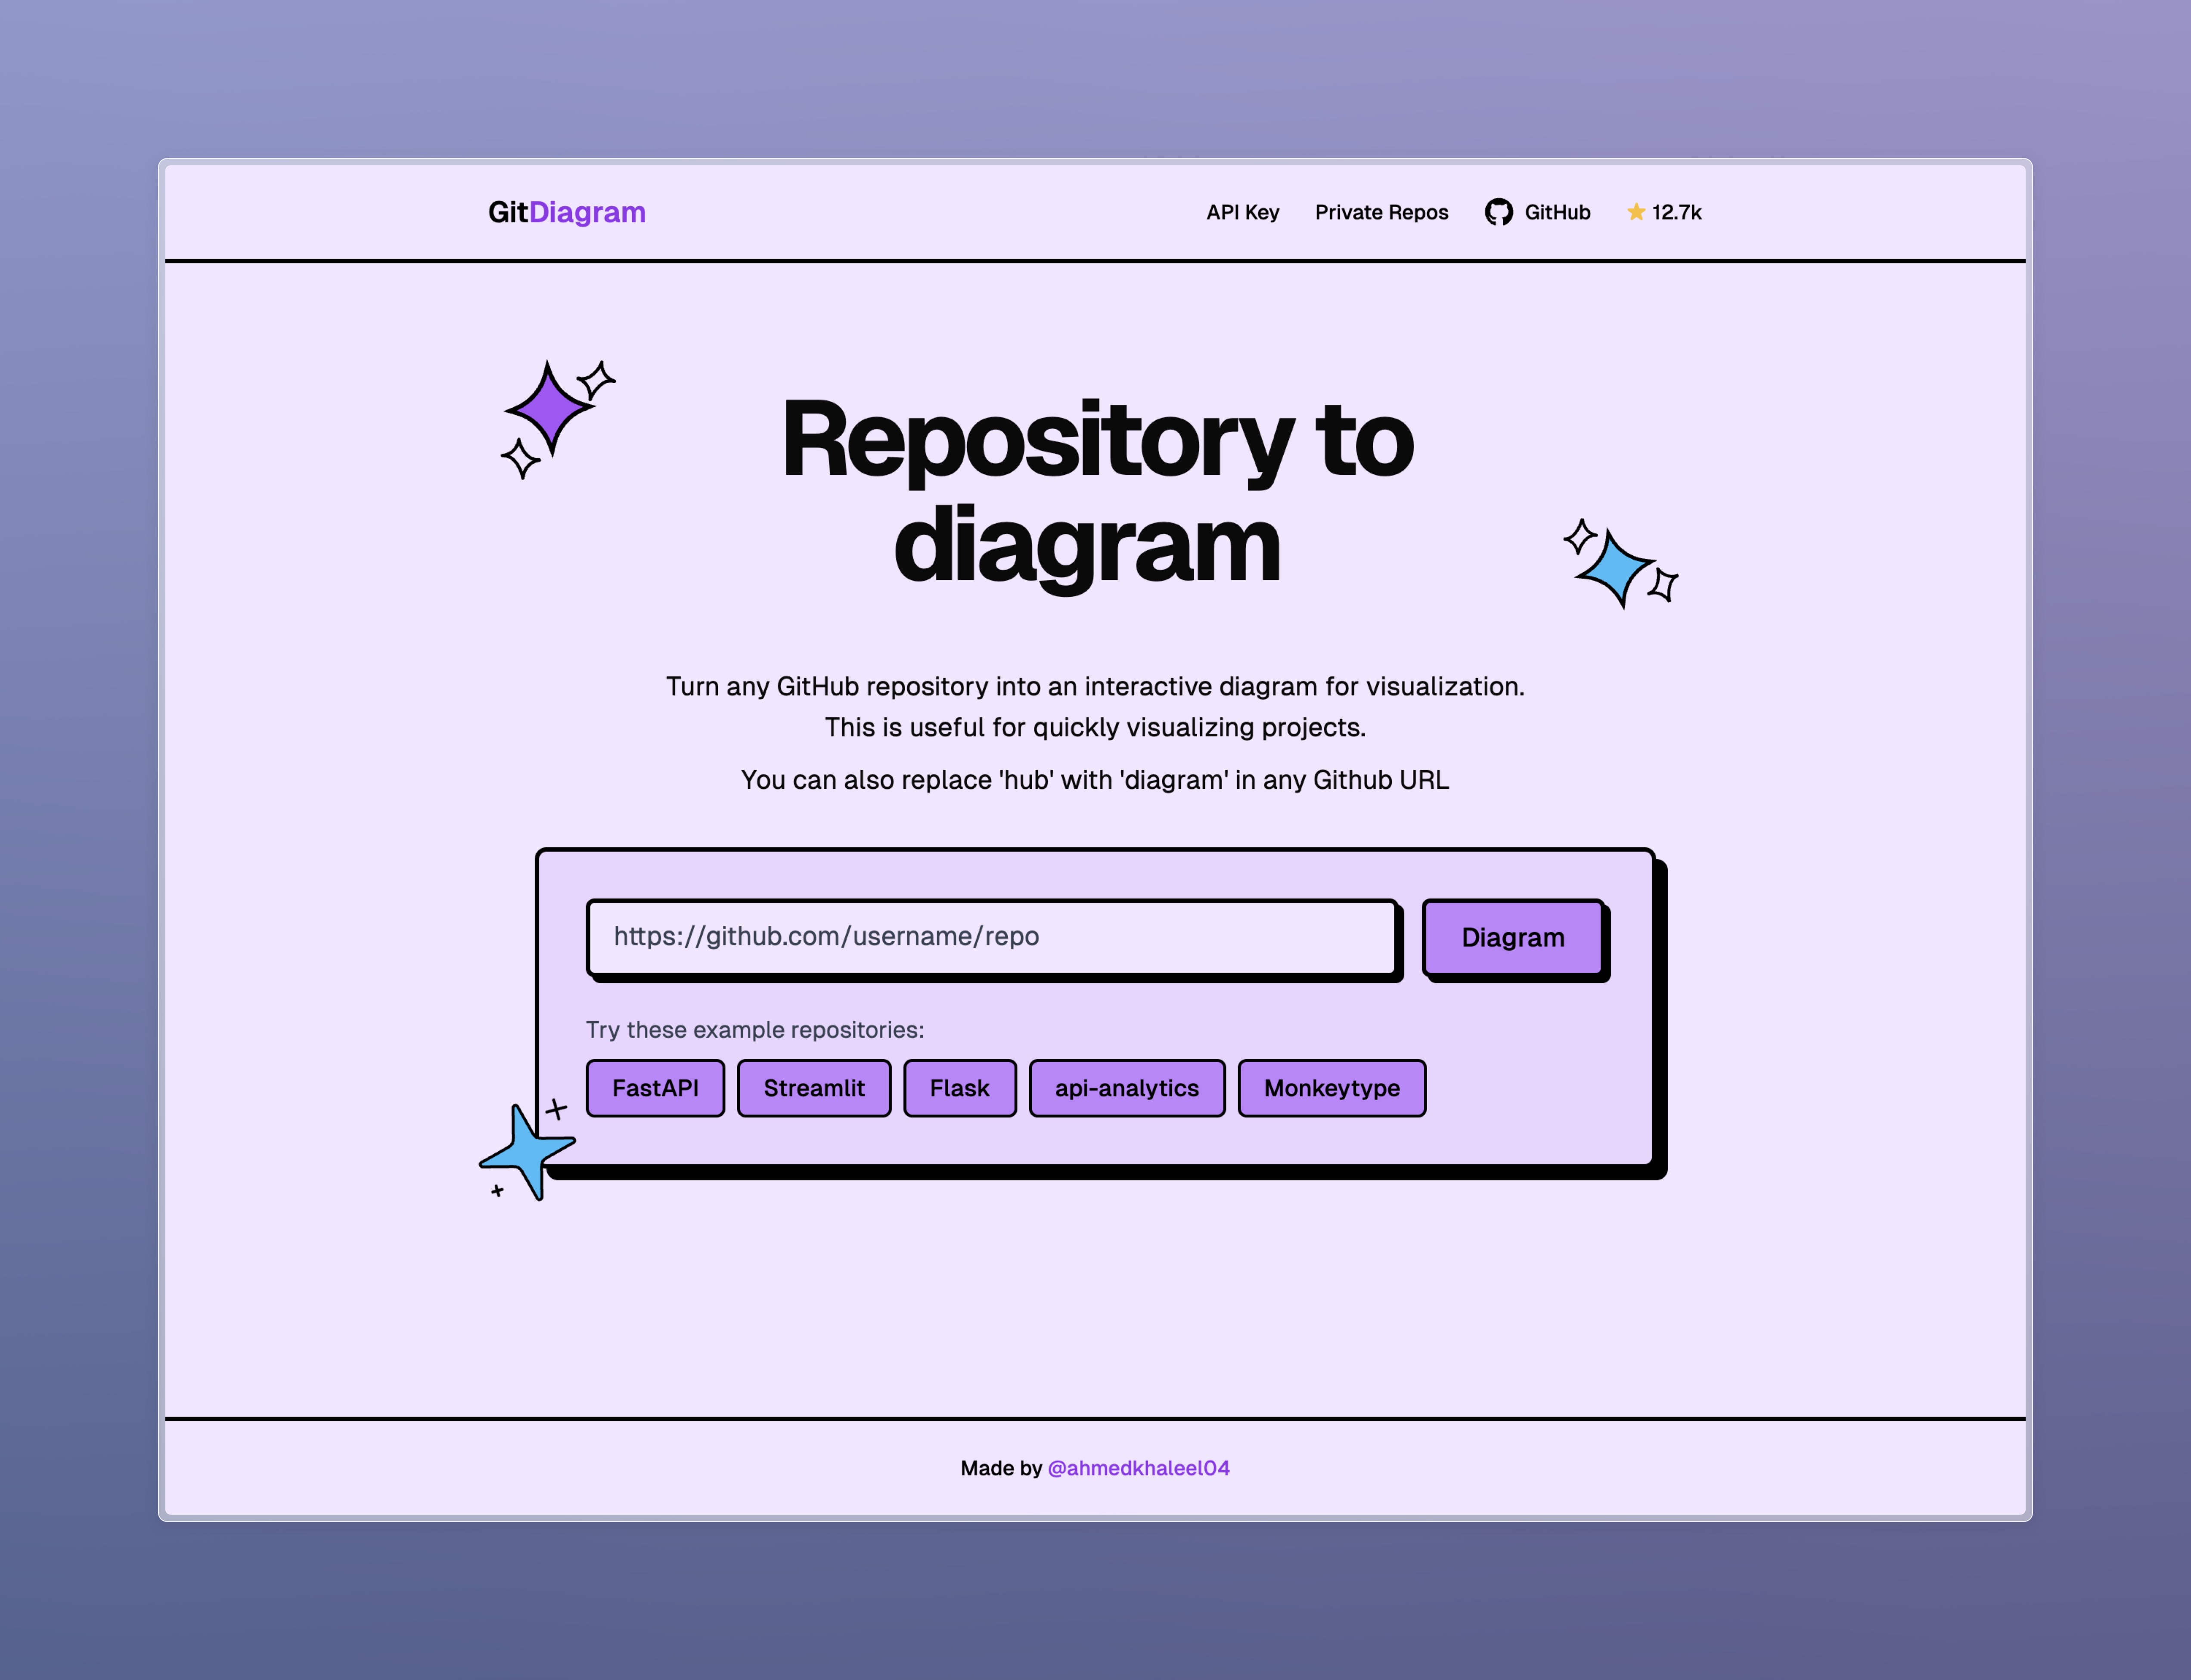 GitDiagram
API Key Private Repos GitHub 12.7k
Repository to
diagram
Turn any GitHub repository into an interactive diagram for visualization.
This is useful for quickly visualizing projects.
You can also replace 'hub' with 'diagram' in any Github URL
https://github.com/username/repo
Diagram
Try these example repositories:
FastAPI Streamlit Flask api-analytics Monkeytype
Made by @ahmedkhaleel04